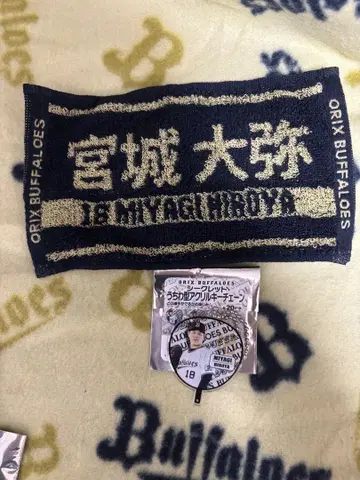 Buffaloes
ORIX BUFFALOES
宮城 大弥
18 MIYAGI HIROYA
ORIX BUFFALOES
ORIX BUFFALOES
シークレット
うちわ型アクリルキーチェーン
MIYAGI
HIROYA
18
Buffaloes